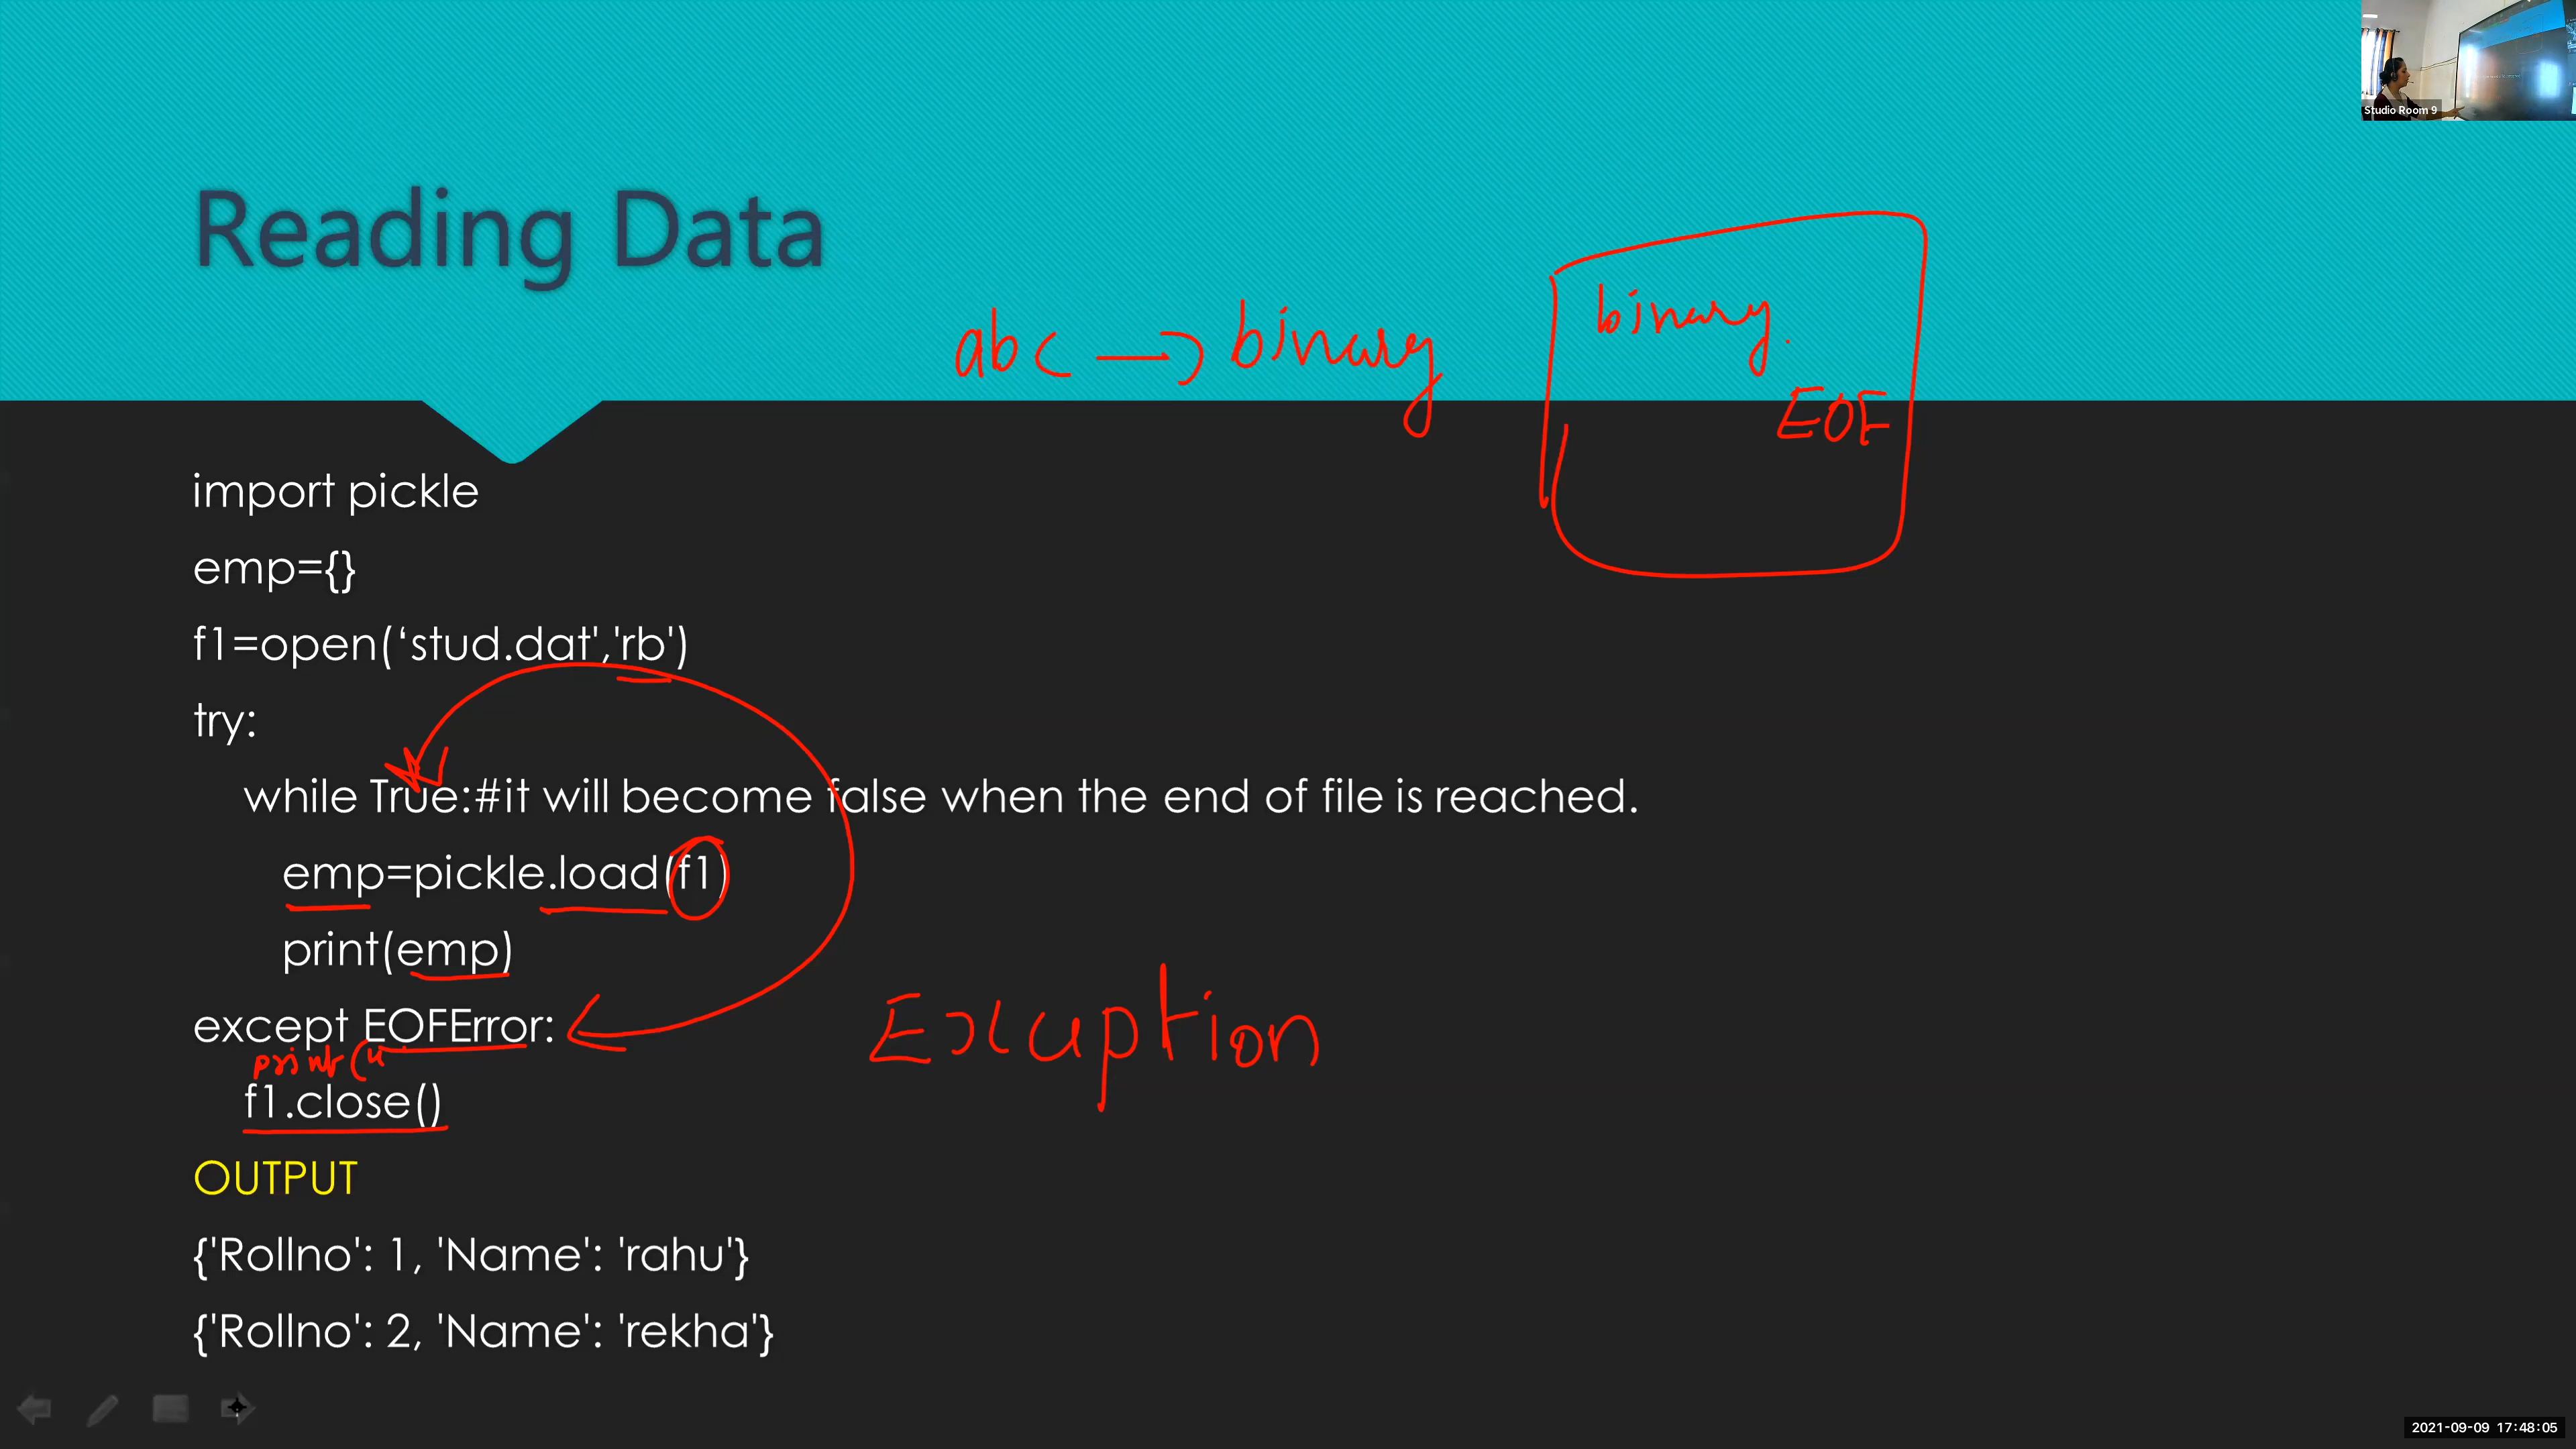 Studio Room 9
Reading Data
abc → binary
binary.
EOF
import pickle
emp={}
f1=open(‘stud.dat','rb')
try:
while True:#it will become false when the end of file is reached.
emp=pickle.load(f1)
print(emp)
except EOFError:
Exception
print("
f1.close()
OUTPUT
{'Rollno': 1, 'Name': 'rahu'}
{'Rollno': 2, 'Name': 'rekha'}
2021-09-09 17:48:05